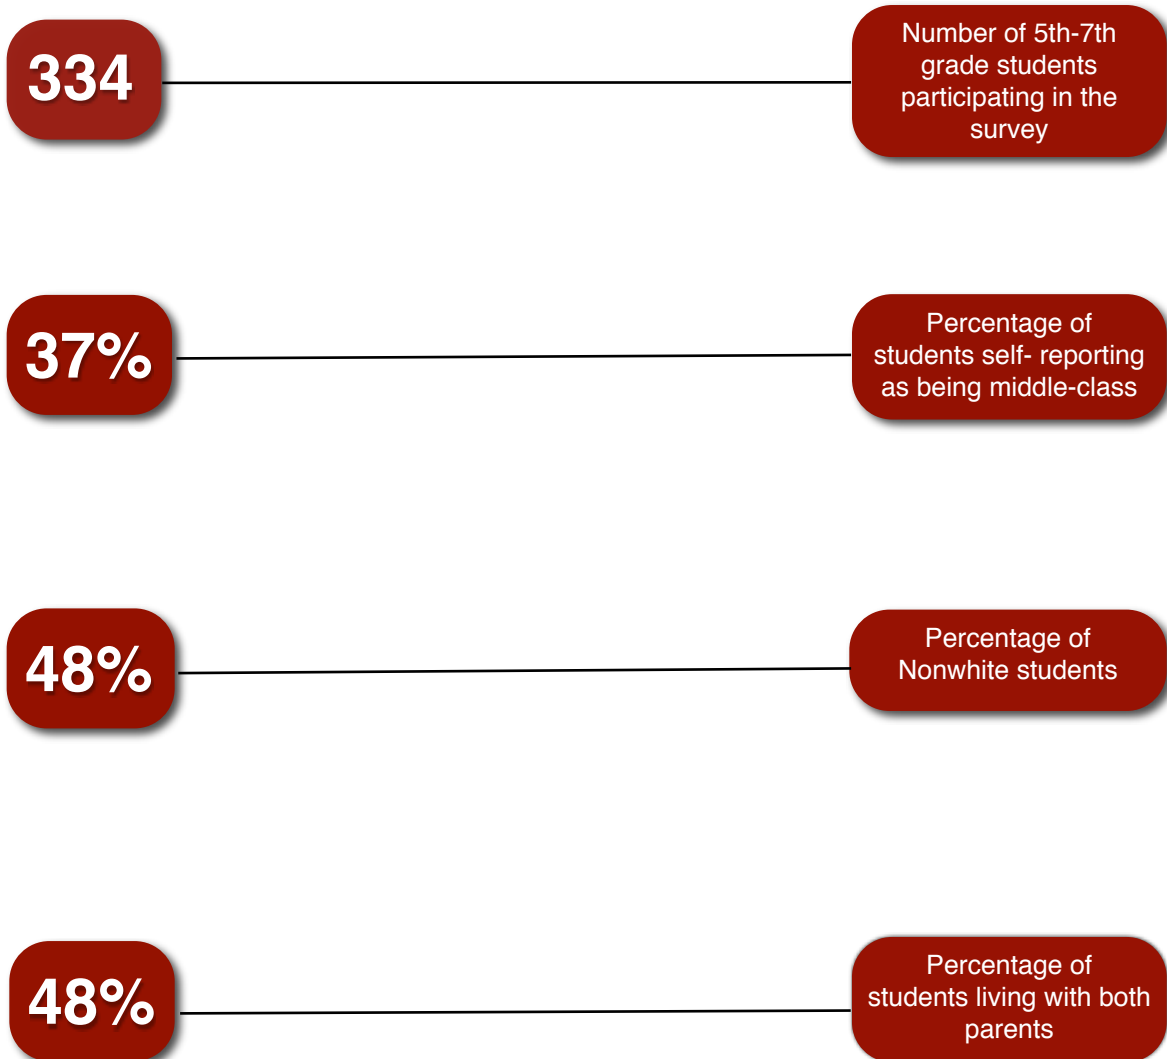 334
Number of 5th-7th
grade students
participating in the
survey
37%
Percentage of
students self- reporting
as being middle-class
48%
Percentage of
Nonwhite students
48%
Percentage of
students living with both
parents